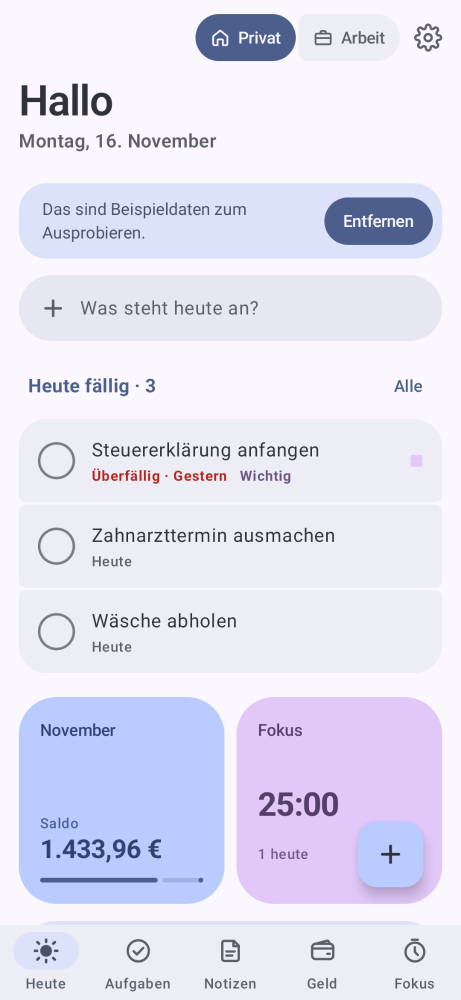 Privat
Arbeit
Hallo
Montag, 16. November
Das sind Beispieldaten zum
Ausprobieren.
Entfernen
Was steht heute an?
Heute fällig · 3
Alle
Steuererklärung anfangen
Überfällig · Gestern Wichtig
Zahnarzttermin ausmachen
Heute
Wäsche abholen
Heute
November
Saldo
1.433,96 €
Fokus
25:00
1 heute
Heute
Aufgaben
Notizen
Geld
Fokus